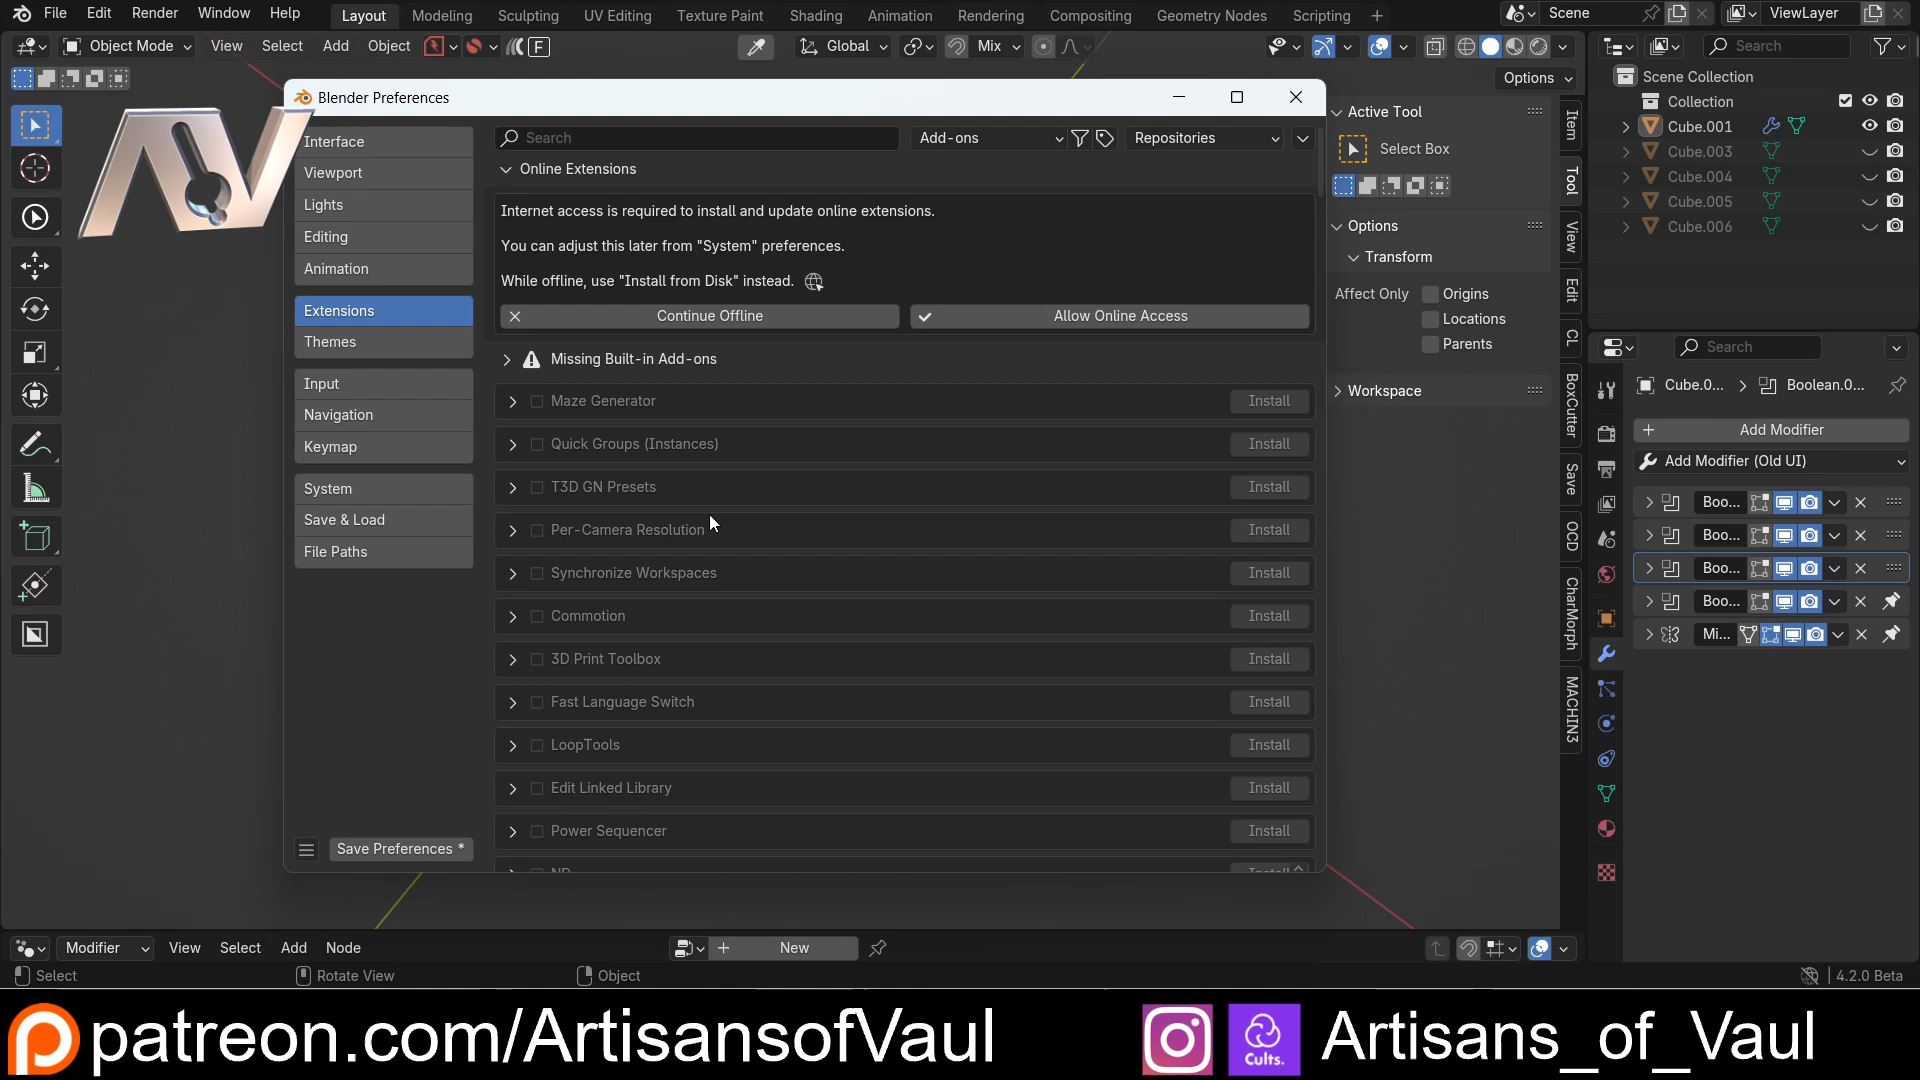 File Edit Render Window Help Layout Modeling Sculpting UV Editing Texture Paint Shading Animation Rendering Compositing Geometry Nodes Scripting + Scene ViewLayer
Object Mode View Select Add Object F Global Mix Search
Options
Scene Collection
Collection
Cube.001
Cube.003
Cube.004
Cube.005
Cube.006
Blender Preferences
Interface
Viewport
Lights
Editing
Animation
Extensions
Themes
Input
Navigation
Keymap
System
Save & Load
File Paths
Save Preferences *
Search Add-ons Repositories
Online Extensions
Internet access is required to install and update online extensions.
You can adjust this later from "System" preferences.
While offline, use "Install from Disk" instead.
Continue Offline Allow Online Access
Missing Built-in Add-ons
Maze Generator Install
Quick Groups (Instances) Install
T3D GN Presets Install
Per-Camera Resolution Install
Synchronize Workspaces Install
Commotion Install
3D Print Toolbox Install
Fast Language Switch Install
LoopTools Install
Edit Linked Library Install
Power Sequencer Install
ND Install
Active Tool
Select Box
Options
Transform
Affect Only Origins
Locations
Parents
Workspace
Item
Tool
View
Edit
CL
BoxCutter
Save
OCD
CharMorph
MACHIN3
Search
Cube.0... Boolean.0...
Add Modifier
Add Modifier (Old UI)
Boo...
Boo...
Boo...
Boo...
Mi...
Modifier View Select Add Node New
Select Rotate View Object 4.2.0 Beta
patreon.com/ArtisansofVaul Cults. Artisans_of_Vaul